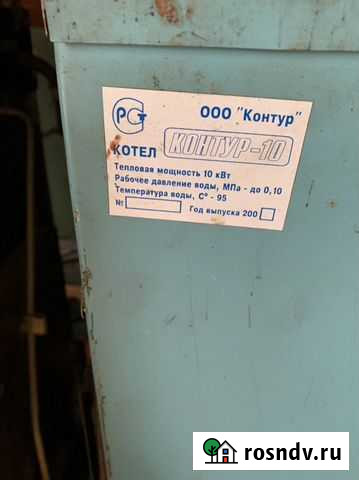 РСТ
ООО "Контур"
КОТЕЛ КОНТУР-10
Тепловая мощность 10 кВт
Рабочее давление воды, МПа - до 0,10
Температура воды, С° - 95
№ Год выпуска 200
rosndv.ru